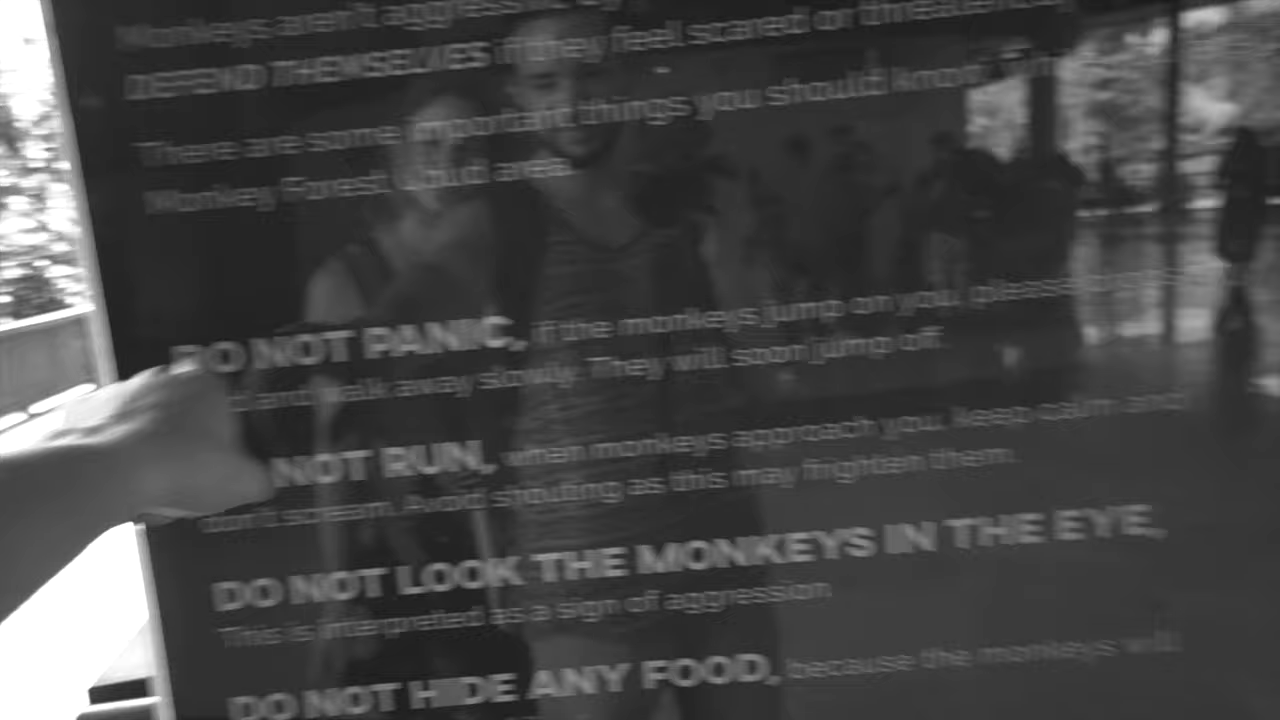 Monkeys aren't aggressive by
DEFEND THEMSELVES if they feel scared or threatened
There are some important things you should know
Monkey Forest Ubud area.
DO NOT PANIC, if the monkeys jump on you, please
and walk away slowly. They will soon jump off.
NOT RUN, when monkeys approach you. Keep calm and
don't scream. Avoid shouting as this may frighten them.
DO NOT LOOK THE MONKEYS IN THE EYE,
This is interpreted as a sign of aggression
DO NOT HIDE ANY FOOD, because the monkeys will